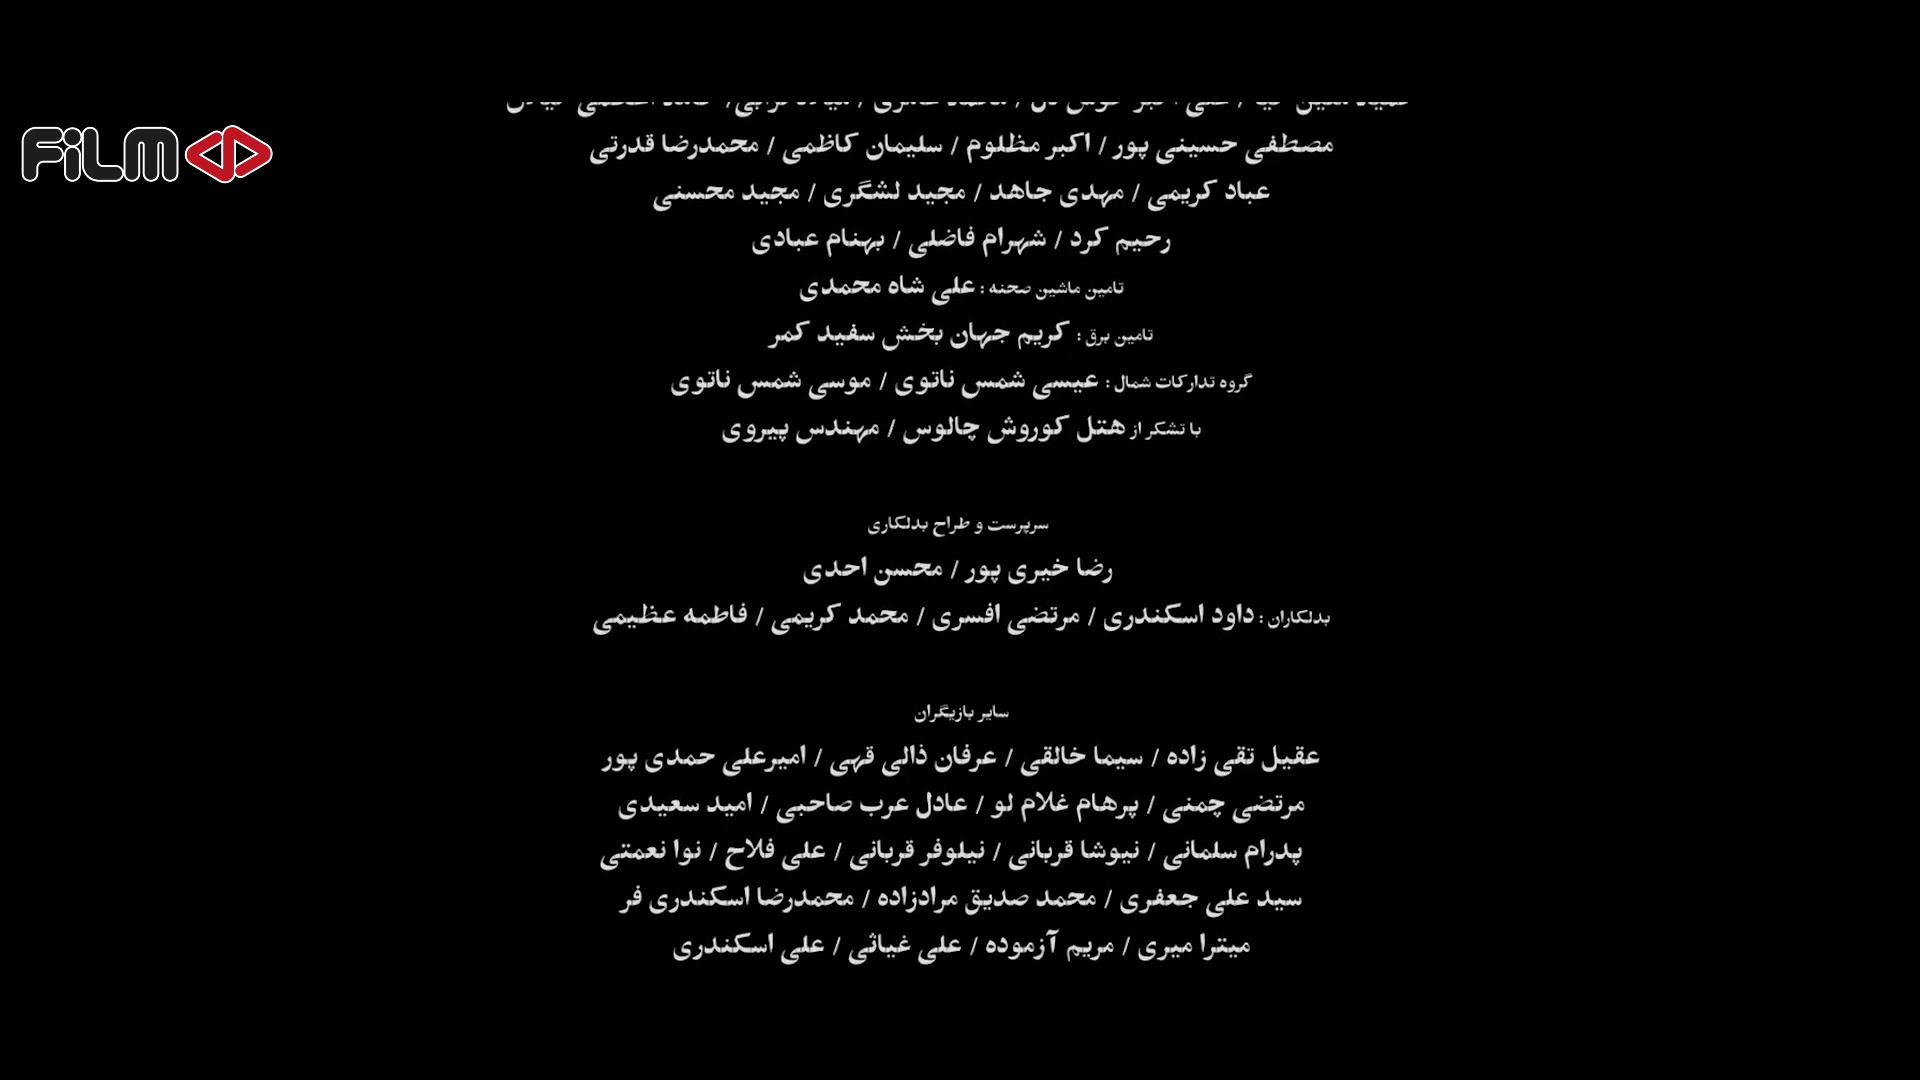 FiLM
مصطفی حسینی پور / اکبر مظلوم / سلیمان کاظمی / محمدرضا قدرتی
عباد کریمی / مهدی جاهد / مجید لشگری / مجید محسنی
رحیم کرد / شهرام فاضلی / بهنام عبادی
تامین ماشین صحنه : علی شاه محمدی
تامین برق : کریم جهان بخش سفید کمر
گروه تدارکات شمال : عیسی شمس ناتوی / موسی شمس ناتوی
با تشکر از هتل کوروش چالوس / مهندس پیروی
سرپرست و طراح بدلکاری
رضا خیری پور / محسن احدی
بدلکاران : داود اسکندری / مرتضی افسری / محمد کریمی / فاطمه عظیمی
سایر بازیگران
عقیل تقی زاده / سیما خالقی / عرفان ذالی قهی / امیرعلی حمدی پور
مرتضی چمنی / پرهام غلام لو / عادل عرب صاحبی / امید سعیدی
پدرام سلمانی / نیوشا قربانی / نیلوفر قربانی / علی فلاح / نوا نعمتی
سید علی جعفری / محمد صدیق مرادزاده / محمدرضا اسکندری فر
میترا میری / مریم آزموده / علی غیاثی / علی اسکندری